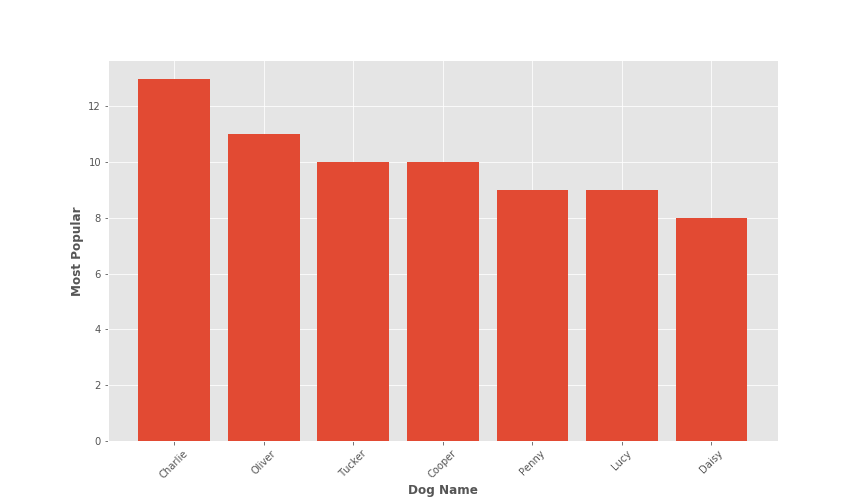 Most Popular
12
10
8
6
4
2
0
Charlie
Oliver
Tucker
Cooper
Penny
Lucy
Daisy
Dog Name